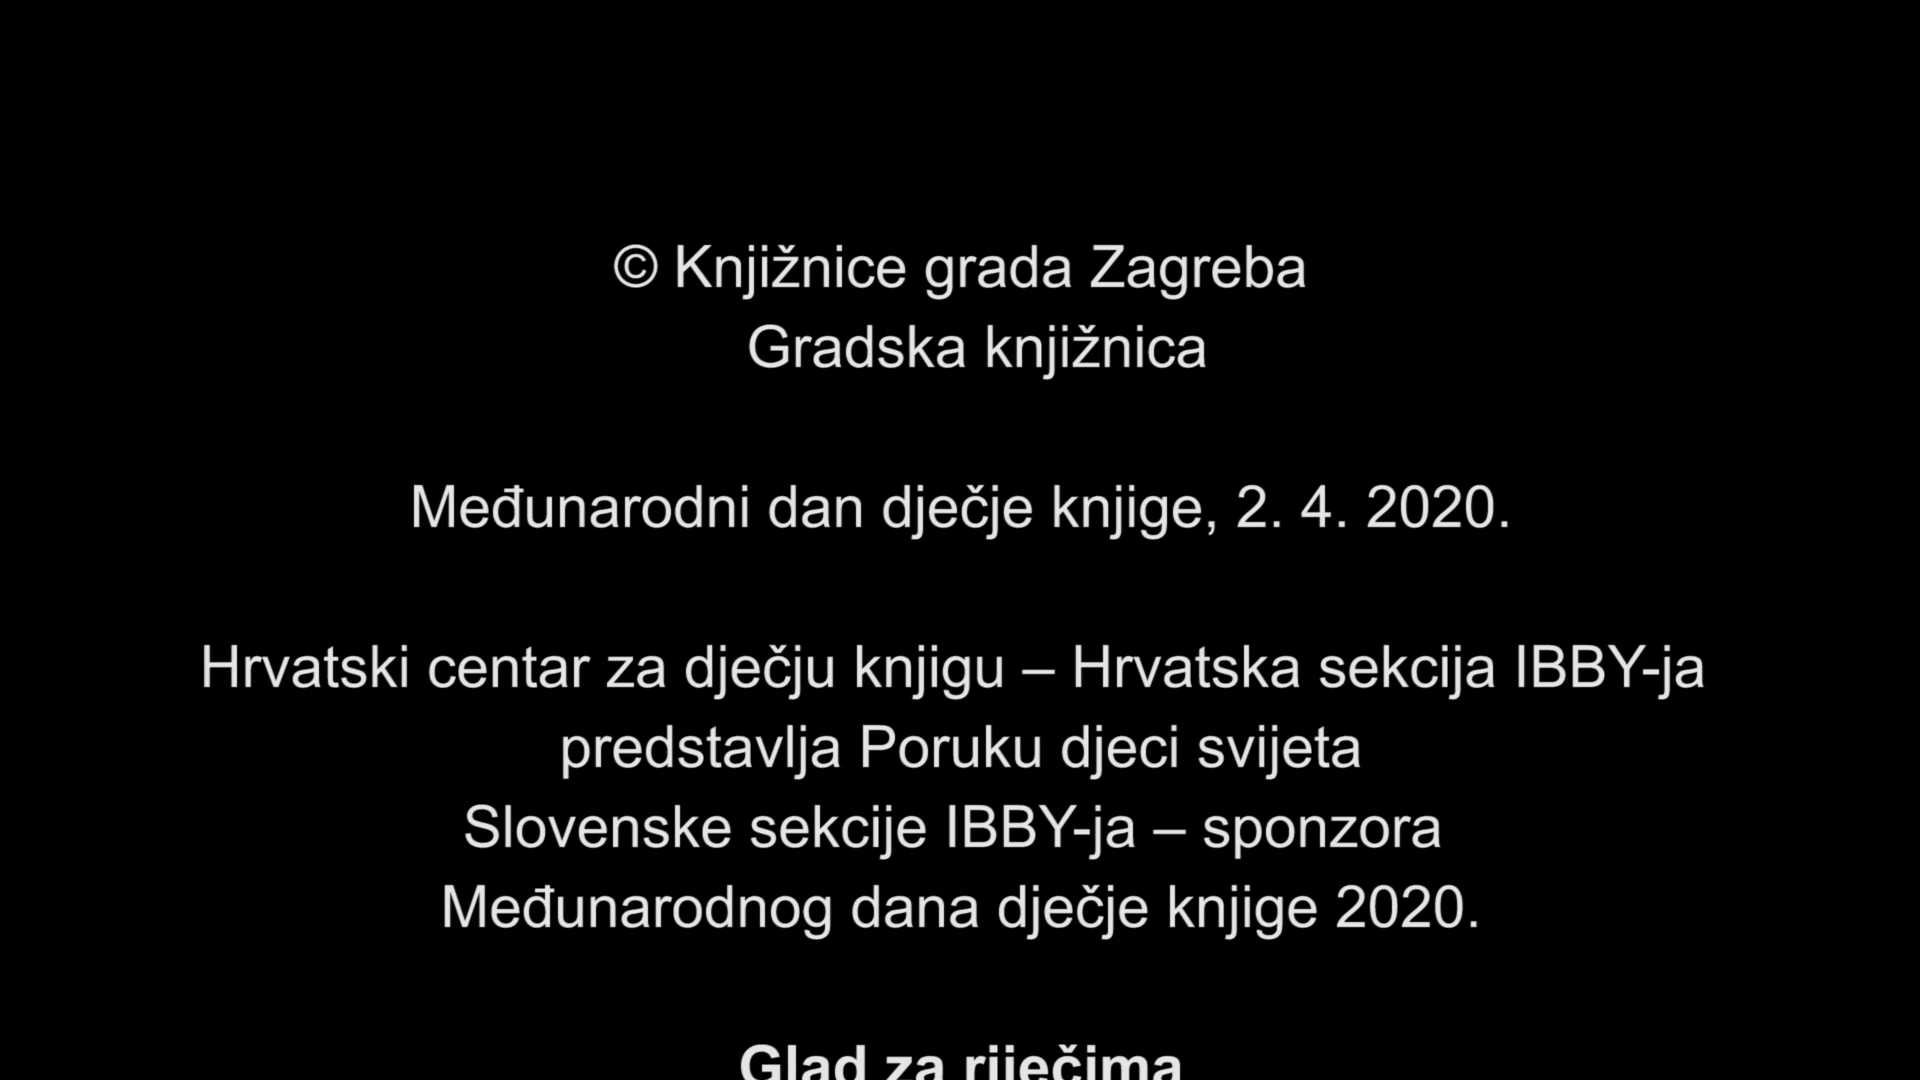 © Knjižnice grada Zagreba
Gradska knjižnica
Međunarodni dan dječje knjige, 2. 4. 2020.
Hrvatski centar za dječju knjigu – Hrvatska sekcija IBBY-ja
predstavlja Poruku djeci svijeta
Slovenske sekcije IBBY-ja – sponzora
Međunarodnog dana dječje knjige 2020.
Glad za riječima